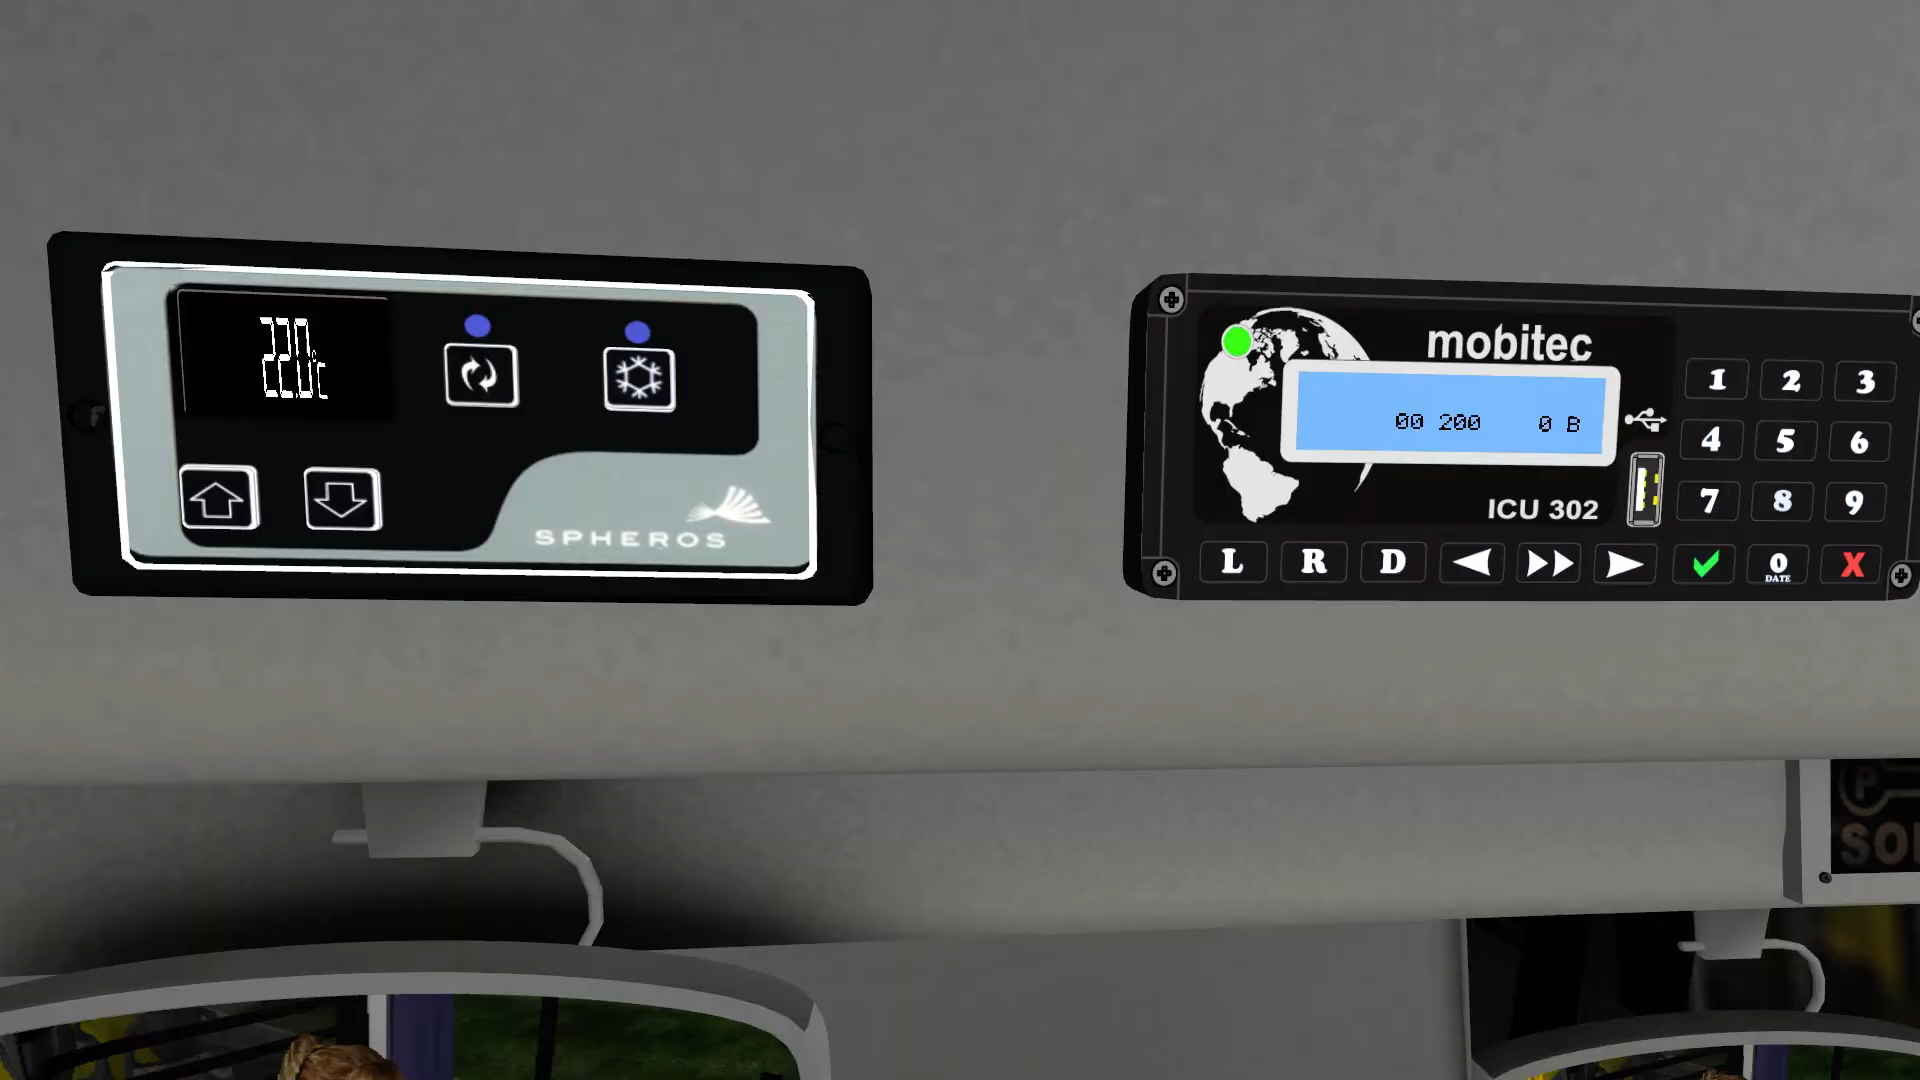 22.0°C
SPHEROS
mobitec
00 200 0 B
ICU 302
1 2 3
4 5 6
7 8 9
L R D 0 X
DATE
P